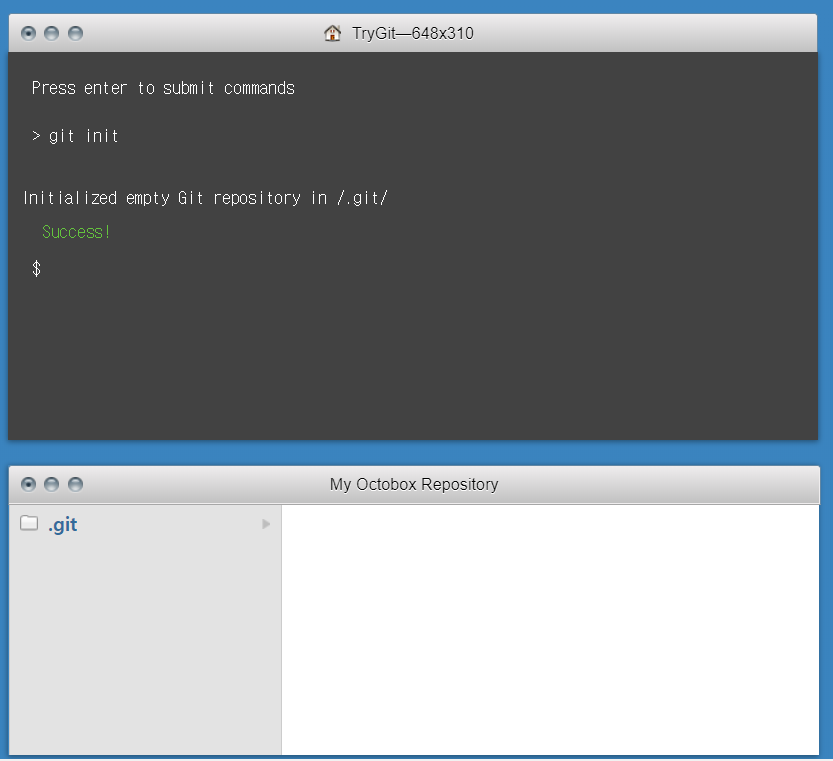 TryGit—648x310
Press enter to submit commands
> git init
Initialized empty Git repository in /.git/
Success!
$
My Octobox Repository
.git